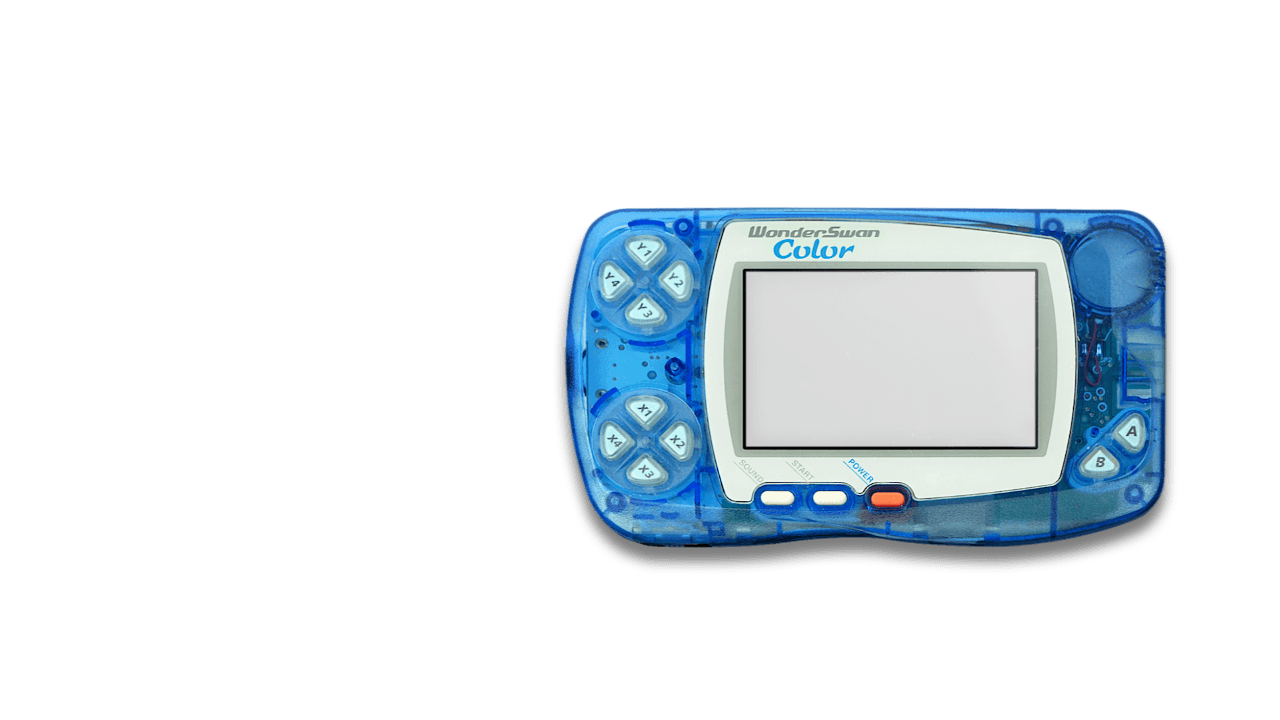 WonderSwan
Color
Y1
Y4
Y2
Y3
X1
X4
X2
X3
A
B
SOUND
START
POWER